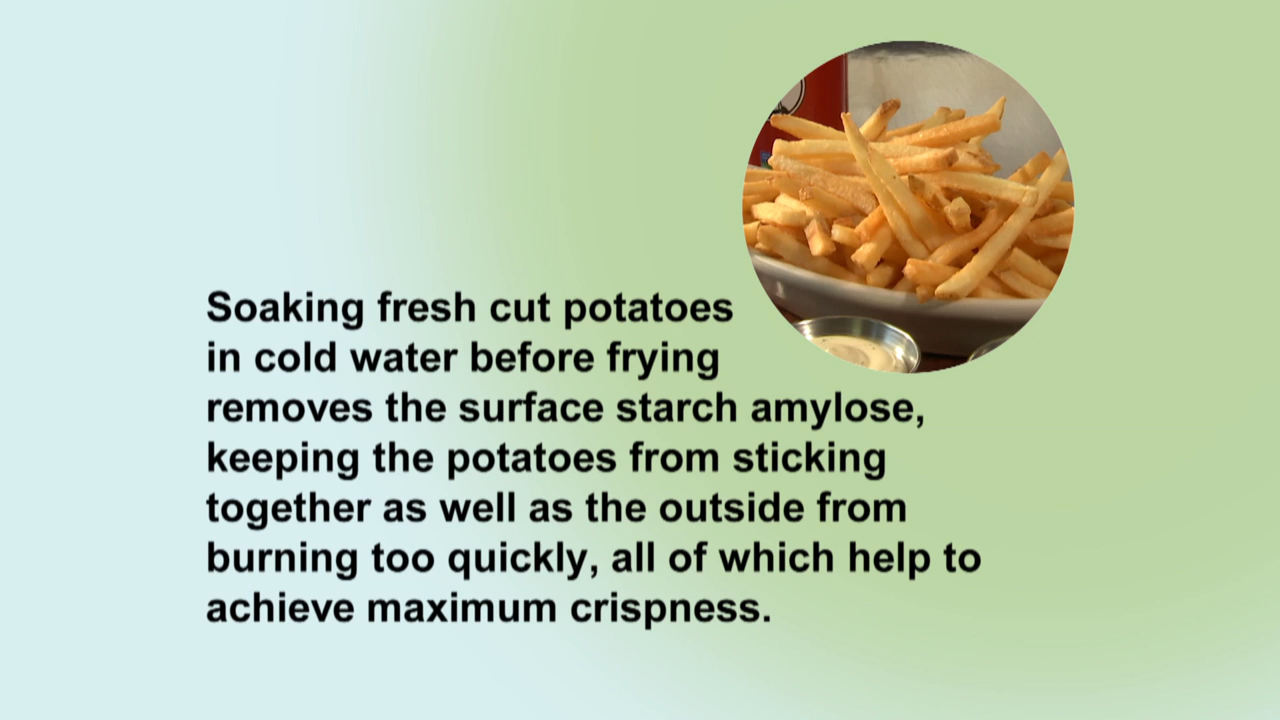 Soaking fresh cut potatoes
in cold water before frying
removes the surface starch amylose,
keeping the potatoes from sticking
together as well as the outside from
burning too quickly, all of which help to
achieve maximum crispness.